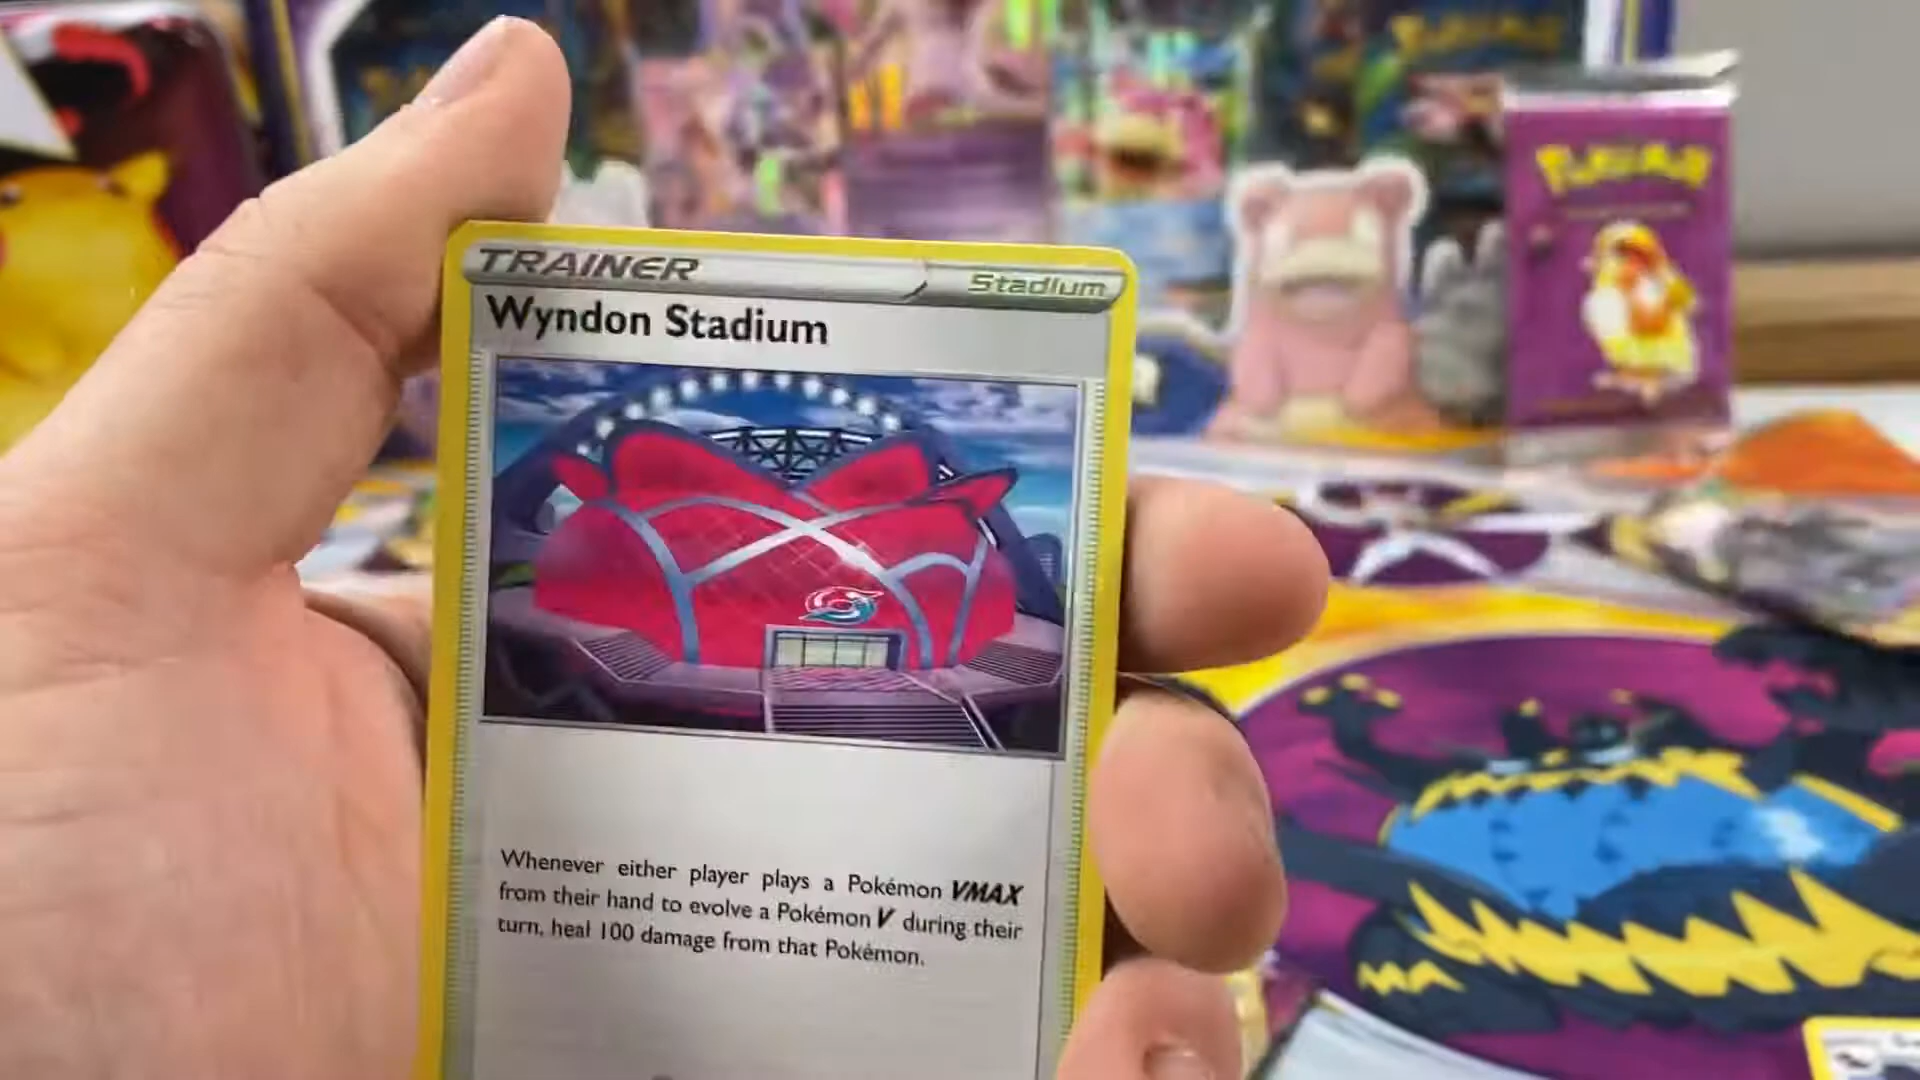 TRAINER
Stadium
Wyndon Stadium
Whenever either player plays a Pokémon VMAX
from their hand to evolve a Pokémon V during their
turn, heal 100 damage from that Pokémon.
POKéMON